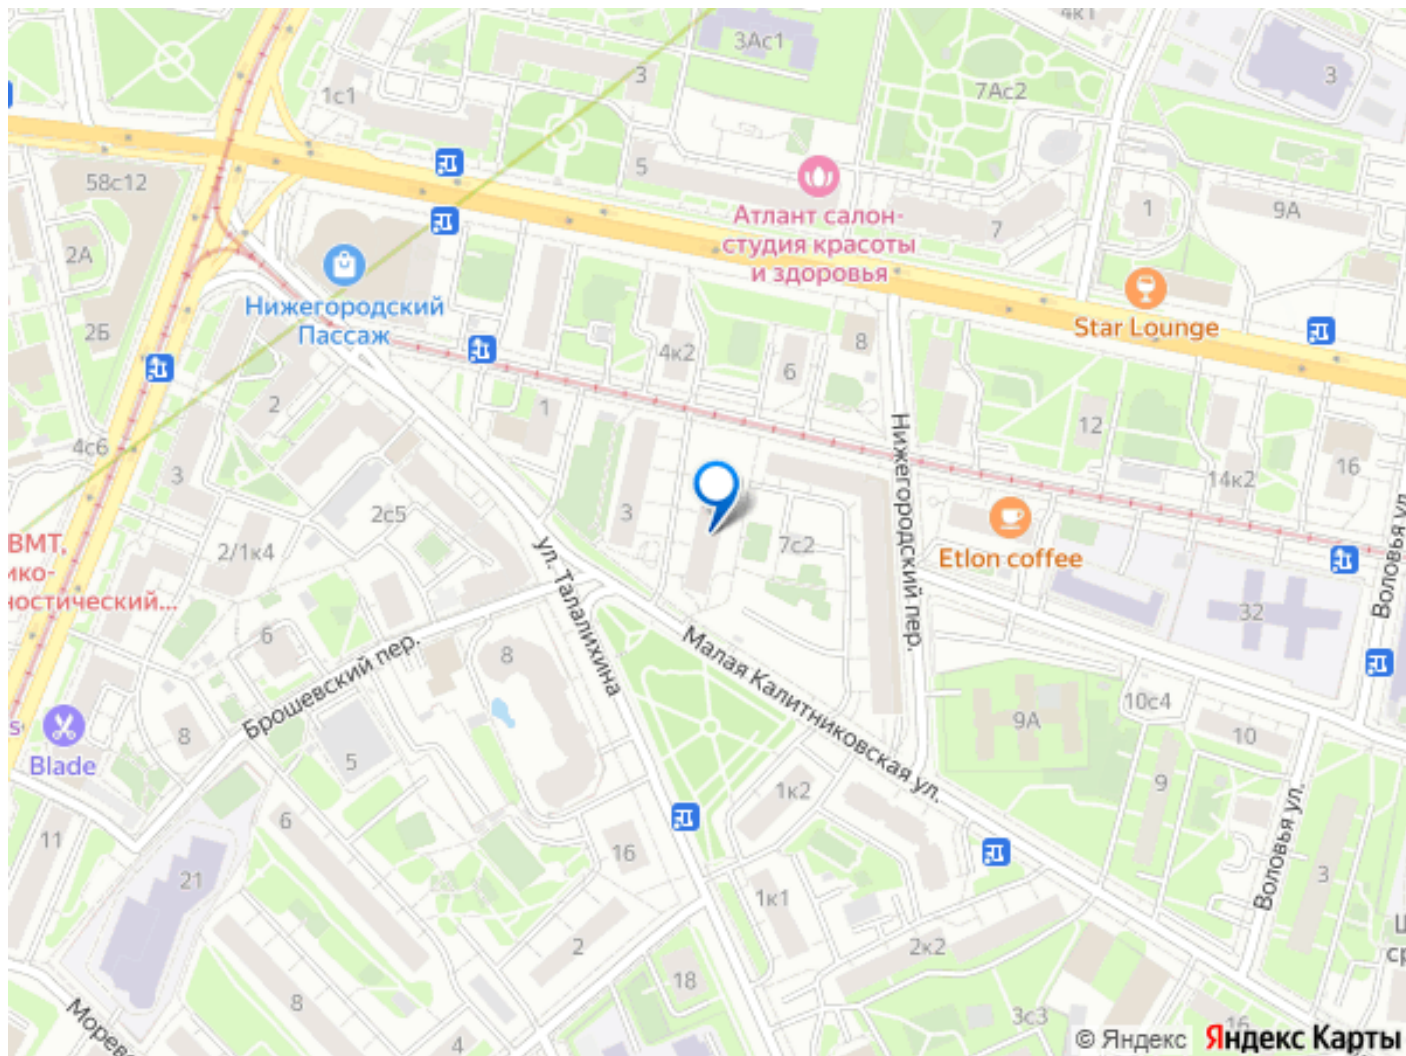 4к1
3Ас1
3
3
1с1
7Ас2
5
58с12
Атлант салон-
студия красоты
и здоровья
1
9А
7
2А
Нижегородский
Пассаж
Star Lounge
2Б
8
4к2
6
2
1
12
4с6
3
16
14к2
Нижегородский пер.
2с5
3
Etlon coffee
7с2
ВМТ,
ико-
ностический...
2/1к4
ул. Талалихина
Воловья ул.
32
6
8
Брошевский пер.
Малая Калитниковская ул.
10с4
9А
10
s
8
Blade
5
1к2
9
6
11
16
21
Воловья ул.
3
1к1
2
2к2
18
8
3с3
16
4
© Яндекс Яндекс Карты